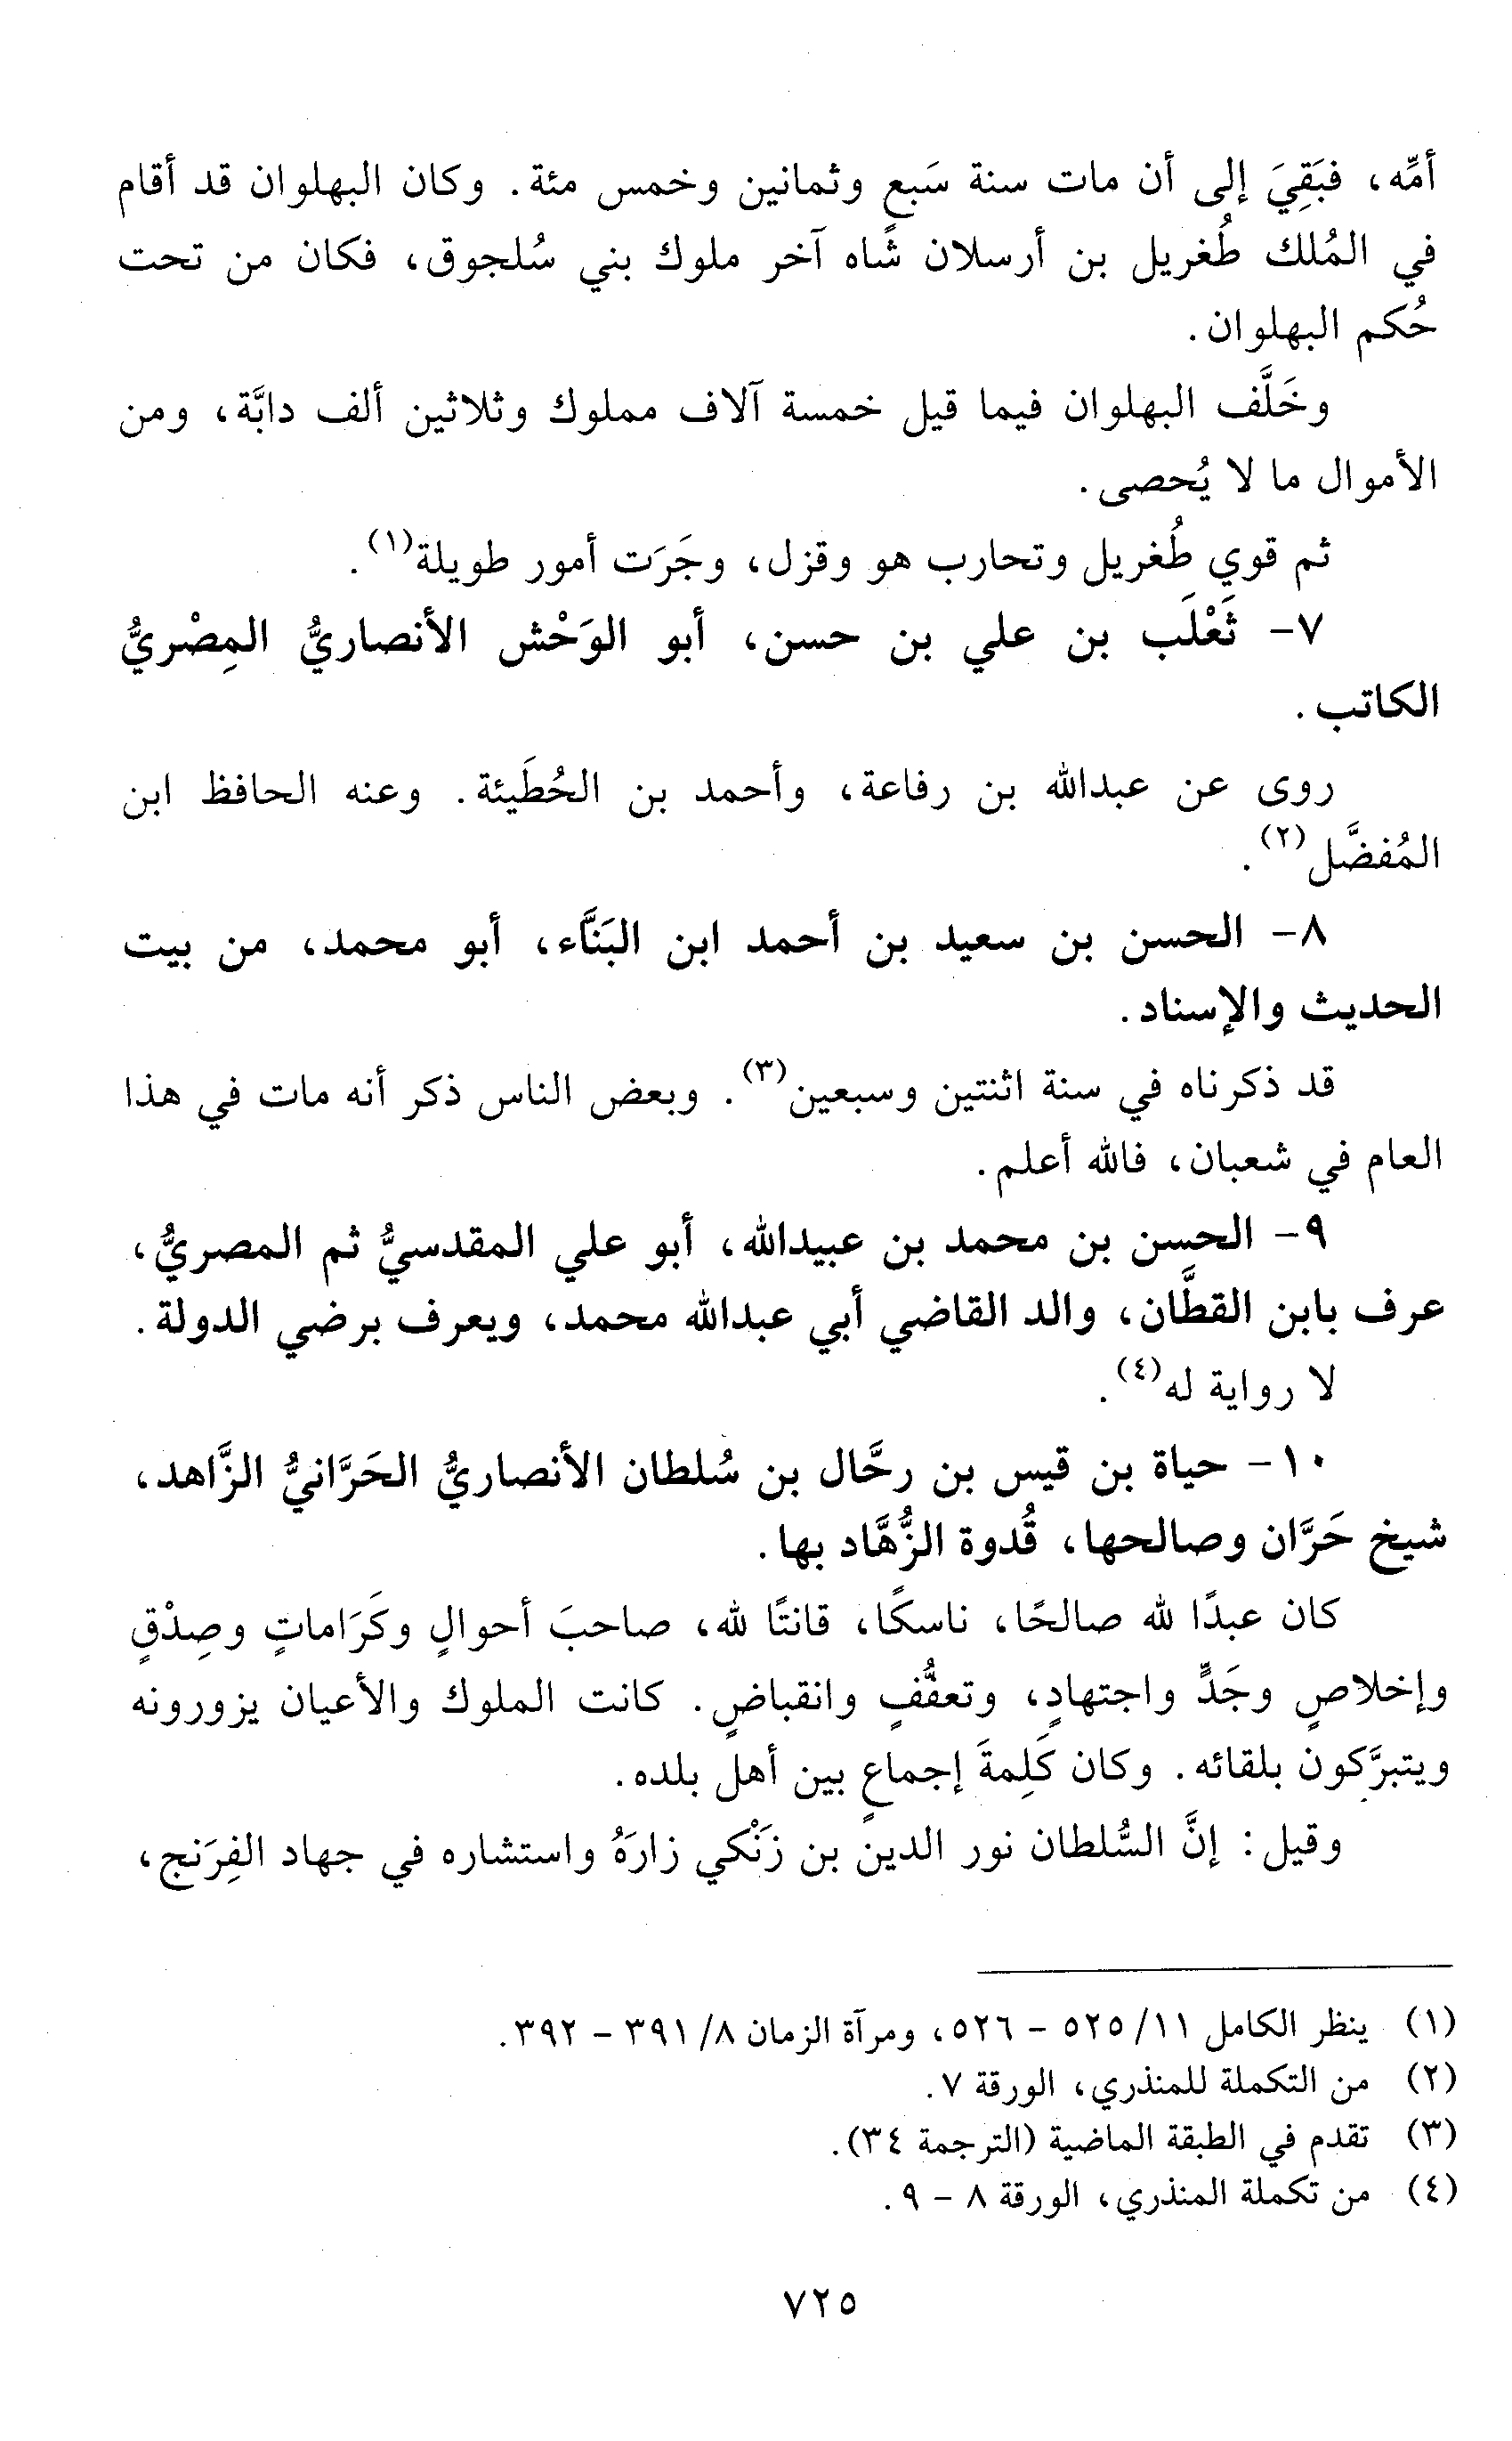 أمِّه، فبَقِيَ إلى أن مات سنة سَبع وثمانين وخمس مئة. وكان البهلوان قد أقام
في المُلك طُغريل بن أرسلان شاه آخر ملوك بني سُلجوق، فكان من تحت
حُكم البهلوان.
وخَلَّف البهلوان فيما قيل خمسة آلاف مملوك وثلاثين ألف دابَّة، ومن
الأموال ما لا يُحصى.
ثم قوي طُغريل وتحارب هو وقزل، وجَرَت أمور طويلة(١).
٧- ثَعْلَب بن علي بن حسن، أبو الوَحْش الأنصاريُّ المِصْريُّ
الكاتب.
روى عن عبدالله بن رفاعة، وأحمد بن الحُطَيئة. وعنه الحافظ ابن
المُفضَّل(٢).
٨- الحسن بن سعيد بن أحمد ابن البَنَّاء، أبو محمد، من بيت
الحديث والإسناد.
قد ذكرناه في سنة اثنتين وسبعين(٣). وبعض الناس ذكر أنه مات في هذا
العام في شعبان، فالله أعلم.
٩- الحسن بن محمد بن عبيدالله، أبو علي المقدسيُّ ثم المصريُّ،
عرف بابن القطَّان، والد القاضي أبي عبدالله محمد، ويعرف برضي الدولة.
لا رواية له(٤).
١٠- حياة بن قيس بن رحَّال بن سُلطان الأنصاريُّ الحَرَّانيُّ الزَّاهد،
شيخ حَرَّان وصالحها، قُدوة الزُّهَّاد بها.
كان عبدًا لله صالحًا، ناسكًا، قانتًا لله، صاحبَ أحوالٍ وكَرَاماتٍ وصِدْقٍ
وإخلاصٍ وجَدٍّ واجتهادٍ، وتعفُّفٍ وانقباضٍ. كانت الملوك والأعيان يزورونه
ويتبرَّكون بلقائه. وكان كَلِمةَ إجماعٍ بين أهل بلده.
وقيل: إنَّ السُّلطان نور الدين بن زَنْكي زارَهُ واستشاره في جهاد الفِرَنج،
(١) ينظر الكامل ١١/ ٥٢٥ - ٥٢٦، ومرآة الزمان ٨/ ٣٩١ - ٣٩٢.
(٢) من التكملة للمنذري، الورقة ٧.
(٣) تقدم في الطبقة الماضية (الترجمة ٣٤).
(٤) من تكملة المنذري، الورقة ٨ - ٩.
٧٢٥